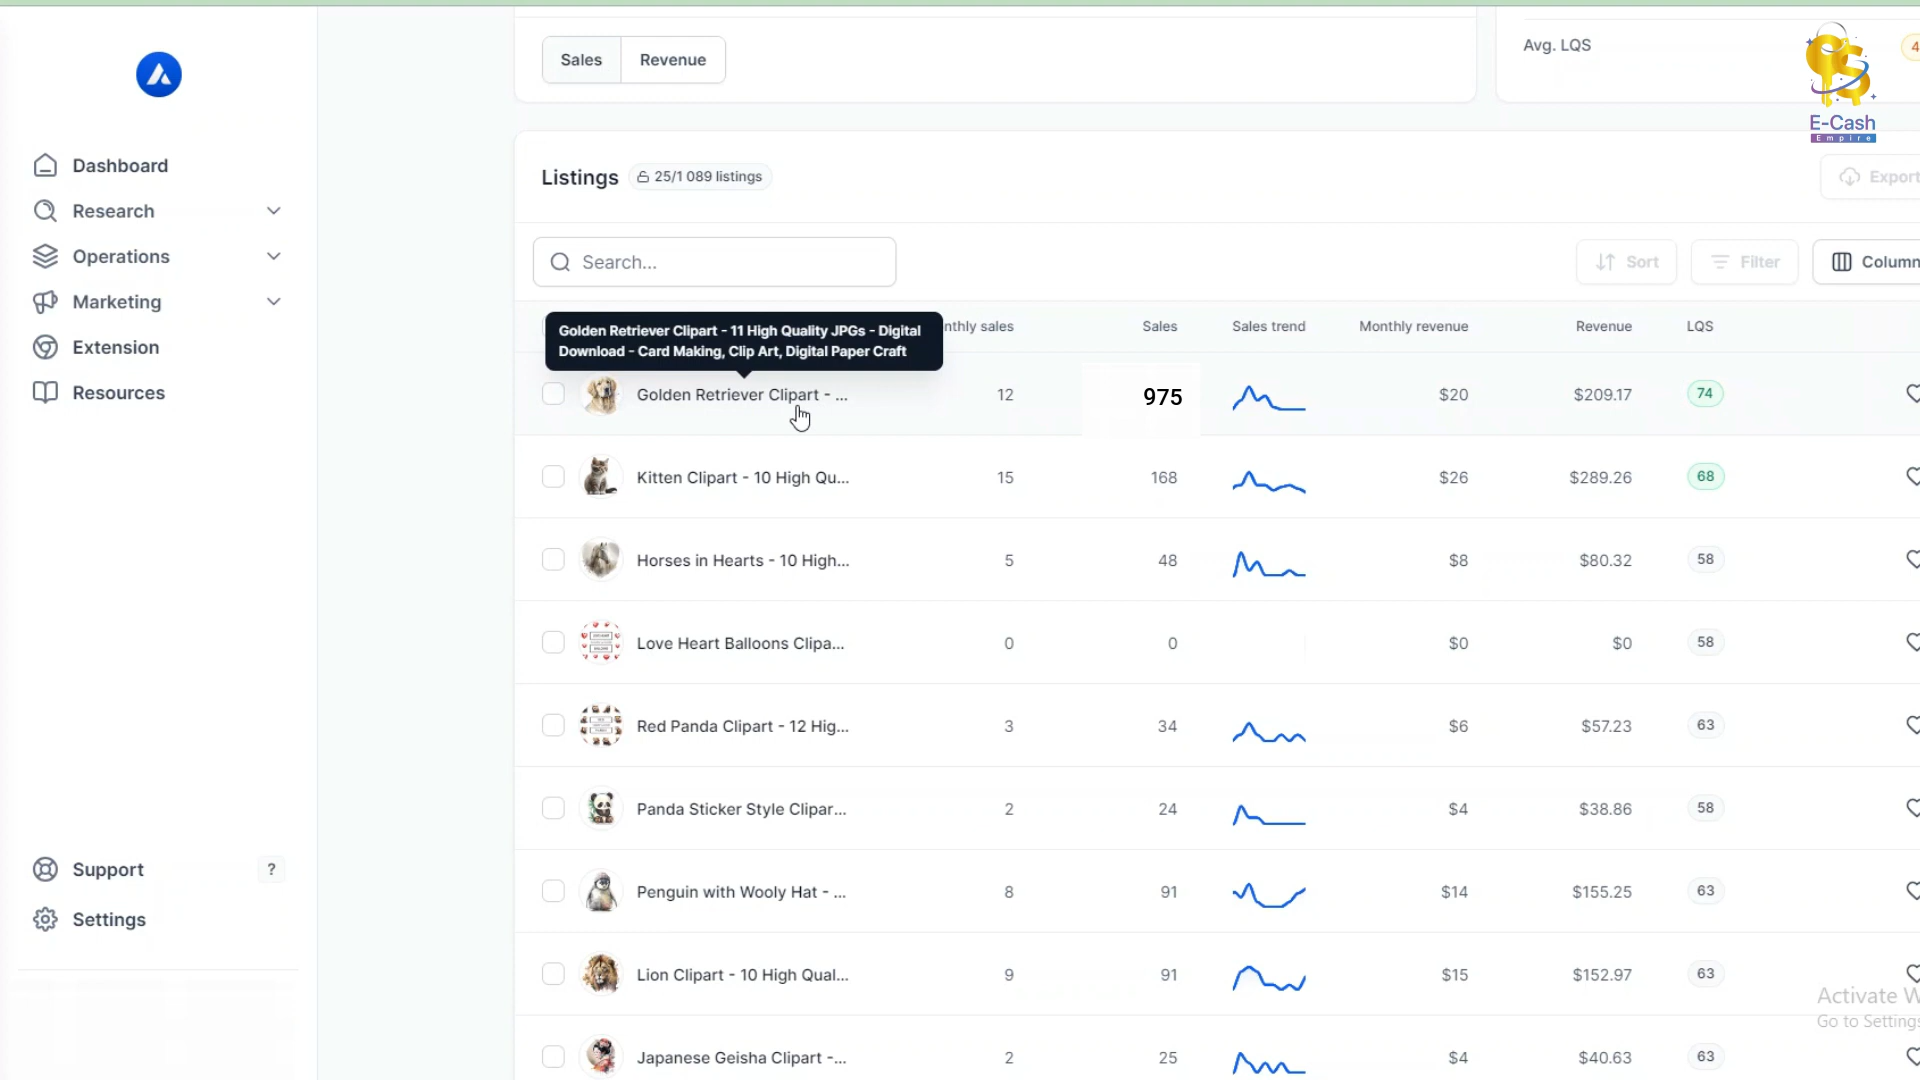 Sales
Revenue
Avg. LQS
4
E-Cash
Empire
Dashboard
Research
Operations
Marketing
Extension
Resources
Support
?
Settings
Listings
25/1 089 listings
Export
Search...
Sort
Filter
Column
Golden Retriever Clipart - 11 High Quality JPGs - Digital
Download - Card Making, Clip Art, Digital Paper Craft
nthly sales Sales Sales trend Monthly revenue Revenue LQS
Golden Retriever Clipart - ... 12 975 $20 $209.17 74
Kitten Clipart - 10 High Qu... 15 168 $26 $289.26 68
Horses in Hearts - 10 High... 5 48 $8 $80.32 58
Love Heart Balloons Clipa... 0 0 $0 $0 58
Red Panda Clipart - 12 Hig... 3 34 $6 $57.23 63
Panda Sticker Style Clipar... 2 24 $4 $38.86 58
Penguin with Wooly Hat - ... 8 91 $14 $155.25 63
Lion Clipart - 10 High Qual... 9 91 $15 $152.97 63
Japanese Geisha Clipart -... 2 25 $4 $40.63 63
Activate W
Go to Settings